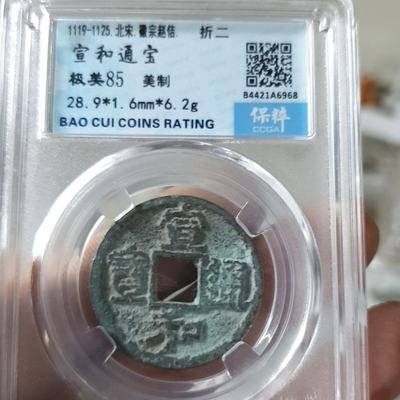 1119-1125. 北宋. 徽宗赵佶. 折二
宣和通宝
极美85 美制
28.9*1.6mm*6.2g
BAO CUI COINS RATING
B4421A6968
保粹
CCGA
宣和通寳